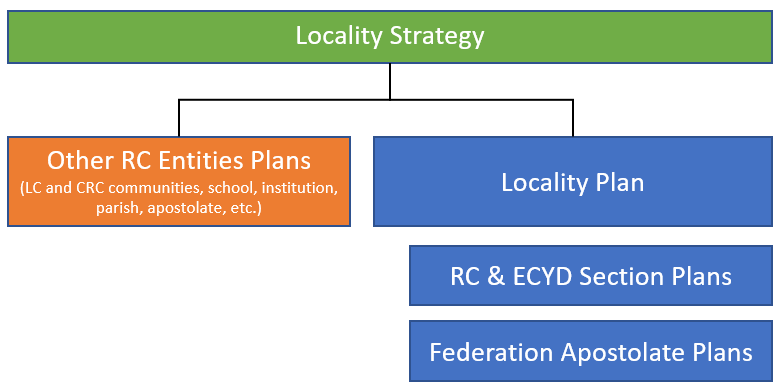 Locality Strategy
Other RC Entities Plans
(LC and CRC communities, school, institution,
parish, apostolate, etc.)
Locality Plan
RC & ECYD Section Plans
Federation Apostolate Plans